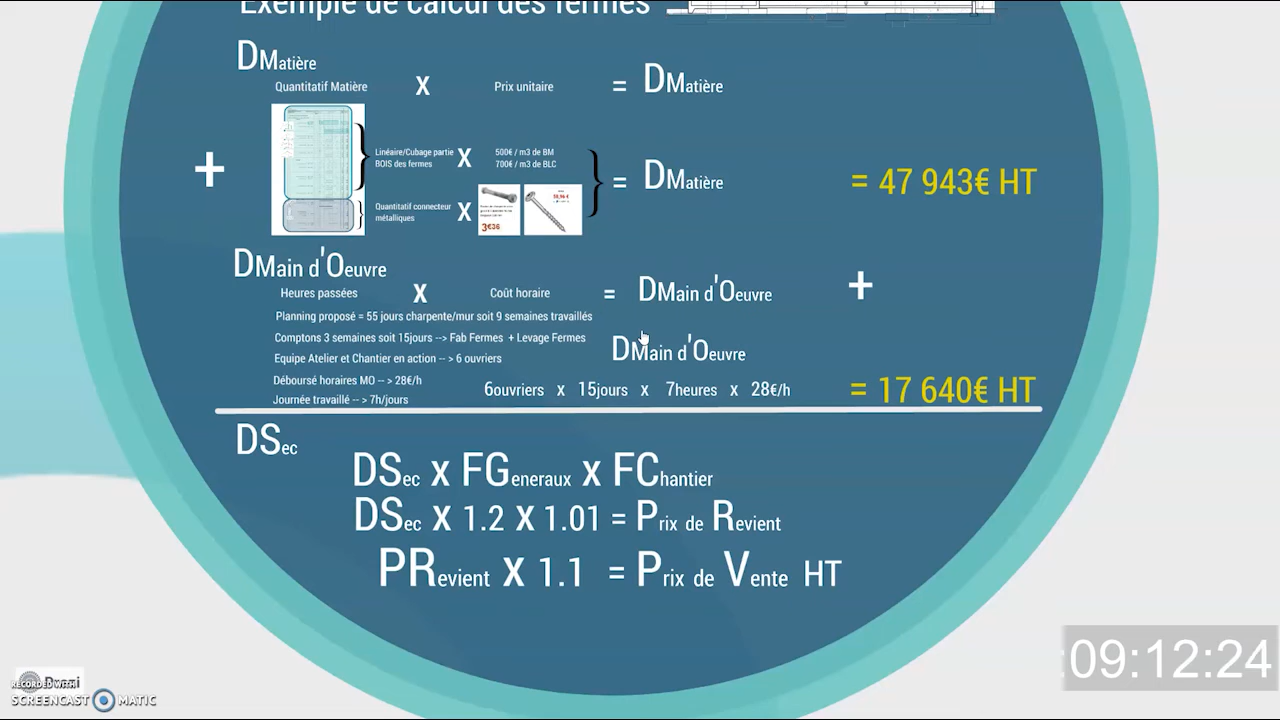 Exemple de calcul des fermes
DMatière
Quantitatif Matière X Prix unitaire = DMatière
+
Linéaire/Cubage partie
BOIS des fermes
X
500€ / m3 de BM
700€ / m3 de BLC
= DMatière
= 47 943€ HT
Quantitatif connecteur
métalliques
X
3€36
DMain d'Oeuvre
Heures passées X Coût horaire = DMain d'Oeuvre
+
Planning proposé = 55 jours charpente/mur soit 9 semaines travaillés
Comptons 3 semaines soit 15jours --> Fab Fermes + Levage Fermes
DMain d'Oeuvre
Equipe Atelier et Chantier en action -- > 6 ouvriers
Déboursé horaires MO -- > 28€/h
6ouvriers x 15jours x 7heures x 28€/h = 17 640€ HT
Journée travaillé -- > 7h/jours
DSec
DSec x FGeneraux x FChantier
DSec x 1.2 x 1.01 = Prix de Revient
PRevient x 1.1 = Prix de Vente HT
:09:12:24
RECORDED WITH
SCREENCAST MATIC